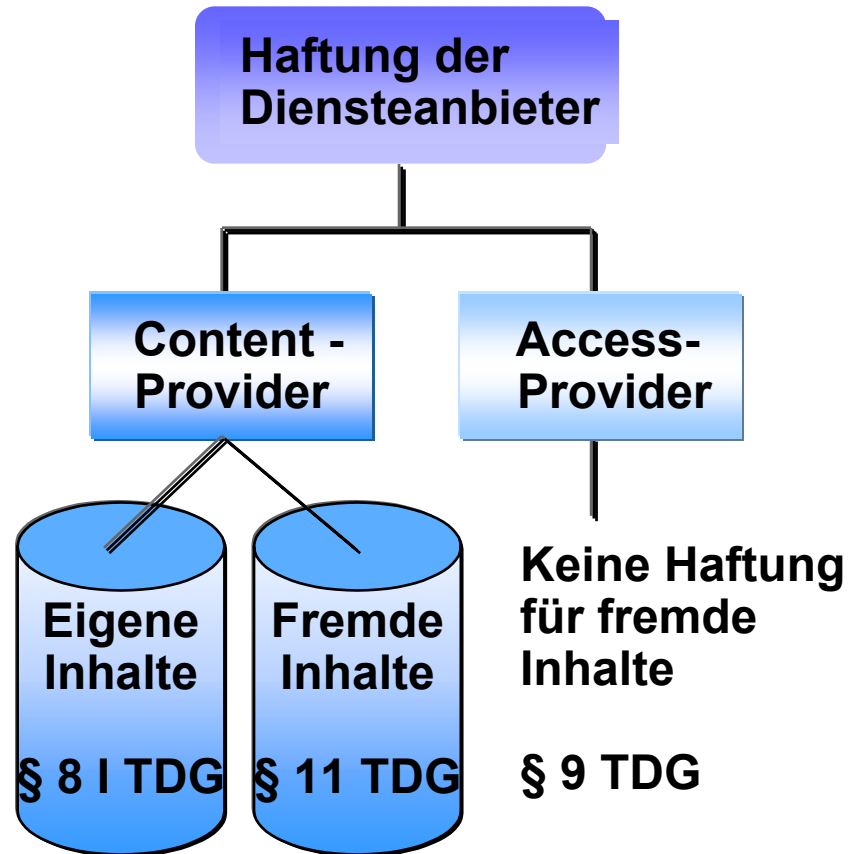 Haftung der
Diensteanbieter
Content -
Provider
Access-
Provider
Eigene
Inhalte
§ 8 I TDG
Fremde
Inhalte
§ 11 TDG
Keine Haftung
für fremde
Inhalte
§ 9 TDG